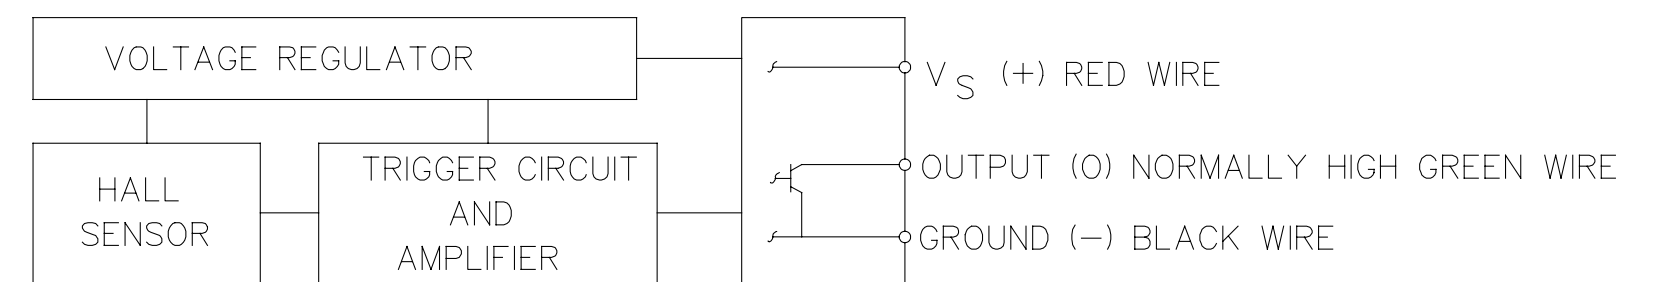 VOLTAGE REGULATOR
V S (+) RED WIRE
HALL
SENSOR
TRIGGER CIRCUIT
AND
AMPLIFIER
OUTPUT (O) NORMALLY HIGH GREEN WIRE
GROUND (–) BLACK WIRE